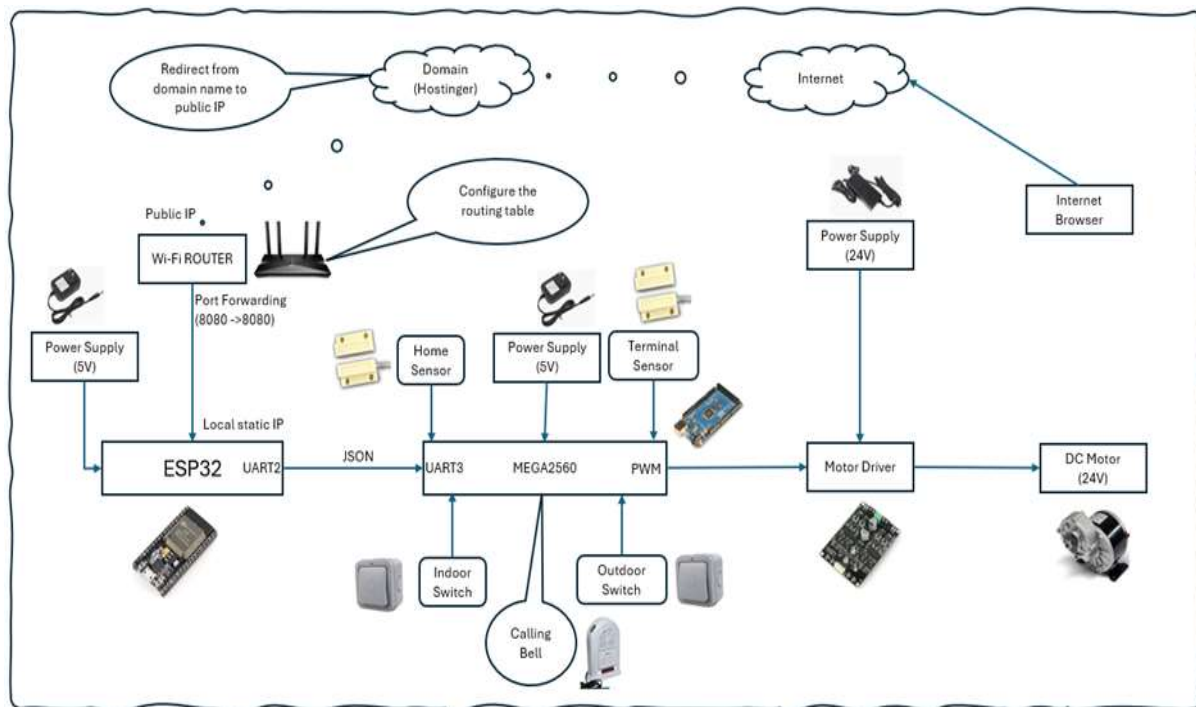 Redirect from
domain name to
public IP
Domain
(Hostinger)
Internet
Configure the
routing table
Internet
Browser
Public IP
Wi-Fi ROUTER
Power Supply
(24V)
Port Forwarding
(8080 ->8080)
Power Supply
(5V)
Home
Sensor
Power Supply
(5V)
Terminal
Sensor
Local static IP
ESP32
UART2
JSON
UART3
MEGA2560
PWM
Motor Driver
DC Motor
(24V)
Indoor
Switch
Outdoor
Switch
Calling
Bell